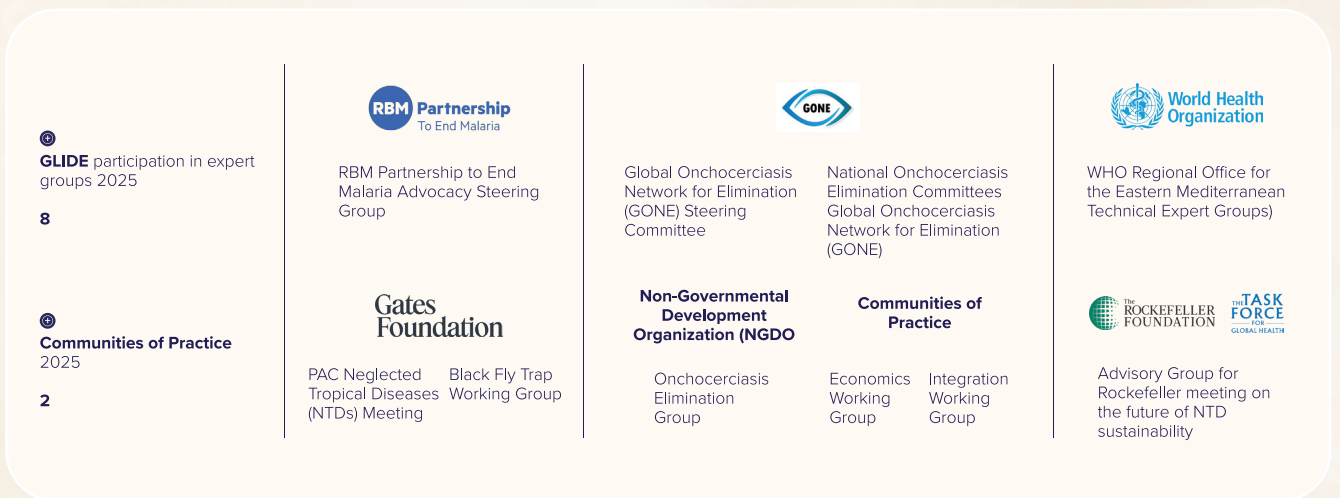 GLIDE participation in expert
groups 2025
8
Communities of Practice
2025
2
RBM Partnership
To End Malaria
RBM Partnership to End
Malaria Advocacy Steering
Group
Gates
Foundation
PAC Neglected
Tropical Diseases
(NTDs) Meeting
Black Fly Trap
Working Group
GONE
Global Onchocerciasis
Network for Elimination
(GONE) Steering
Committee
National Onchocerciasis
Elimination Committees
Global Onchocerciasis
Network for Elimination
(GONE)
Non-Governmental
Development
Organization (NGDO
Onchocerciasis
Elimination
Group
Communities of
Practice
Economics
Working
Group
Integration
Working
Group
World Health
Organization
WHO Regional Office for
the Eastern Mediterranean
Technical Expert Groups)
The
ROCKEFELLER
FOUNDATION
THE TASK
FORCE
FOR
GLOBAL HEALTH
Advisory Group for
Rockefeller meeting on
the future of NTD
sustainability